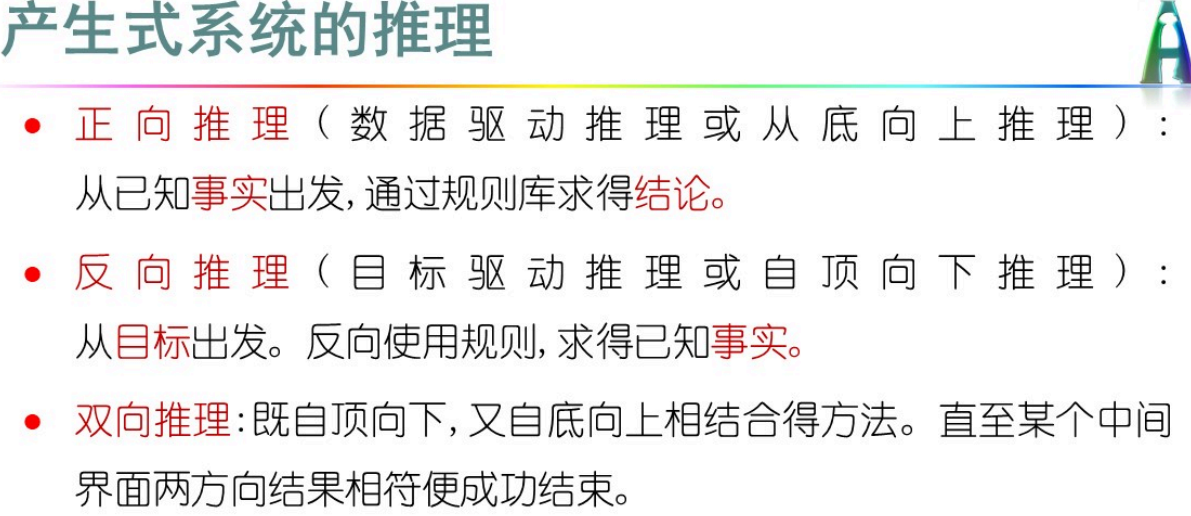 产生式系统的推理
A
• 正向推理(数据驱动推理或从底向上推理):
从已知事实出发,通过规则库求得结论。
• 反向推理(目标驱动推理或自顶向下推理):
从目标出发。反向使用规则,求得已知事实。
• 双向推理:既自顶向下,又自底向上相结合得方法。直至某个中间
界面两方向结果相符便成功结束。